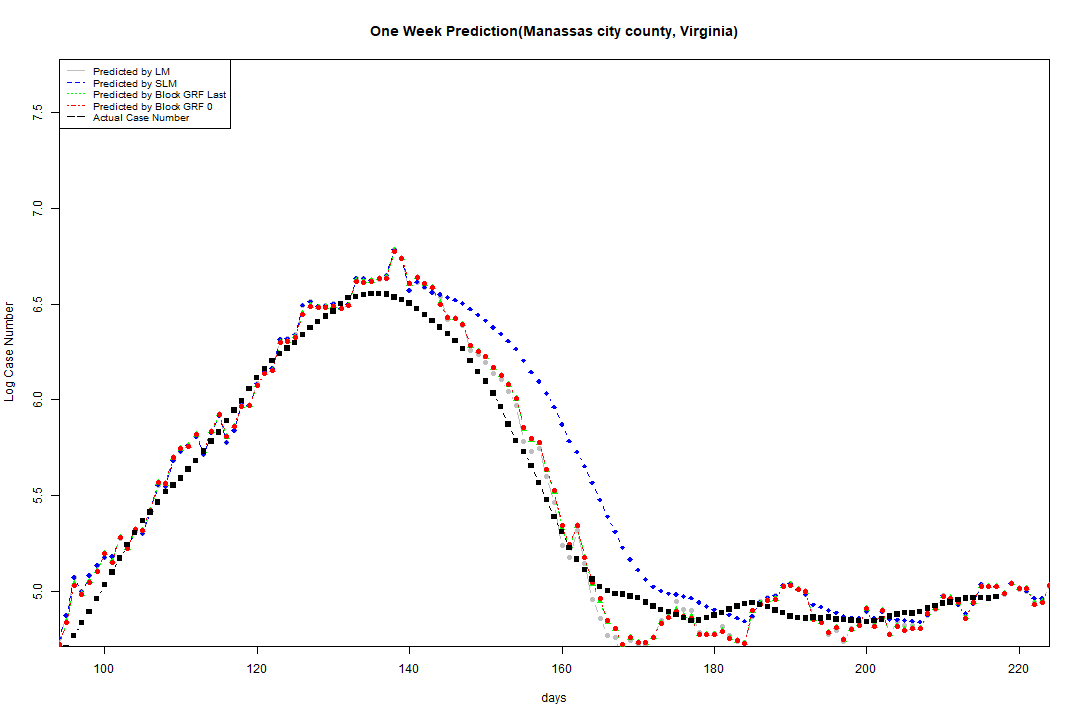 One Week Prediction(Manassas city county, Virginia)
Predicted by LM
Predicted by SLM
Predicted by Block GRF Last
Predicted by Block GRF 0
Actual Case Number
7.5
7.0
6.5
6.0
5.5
5.0
Log Case Number
100 120 140 160 180 200 220
days